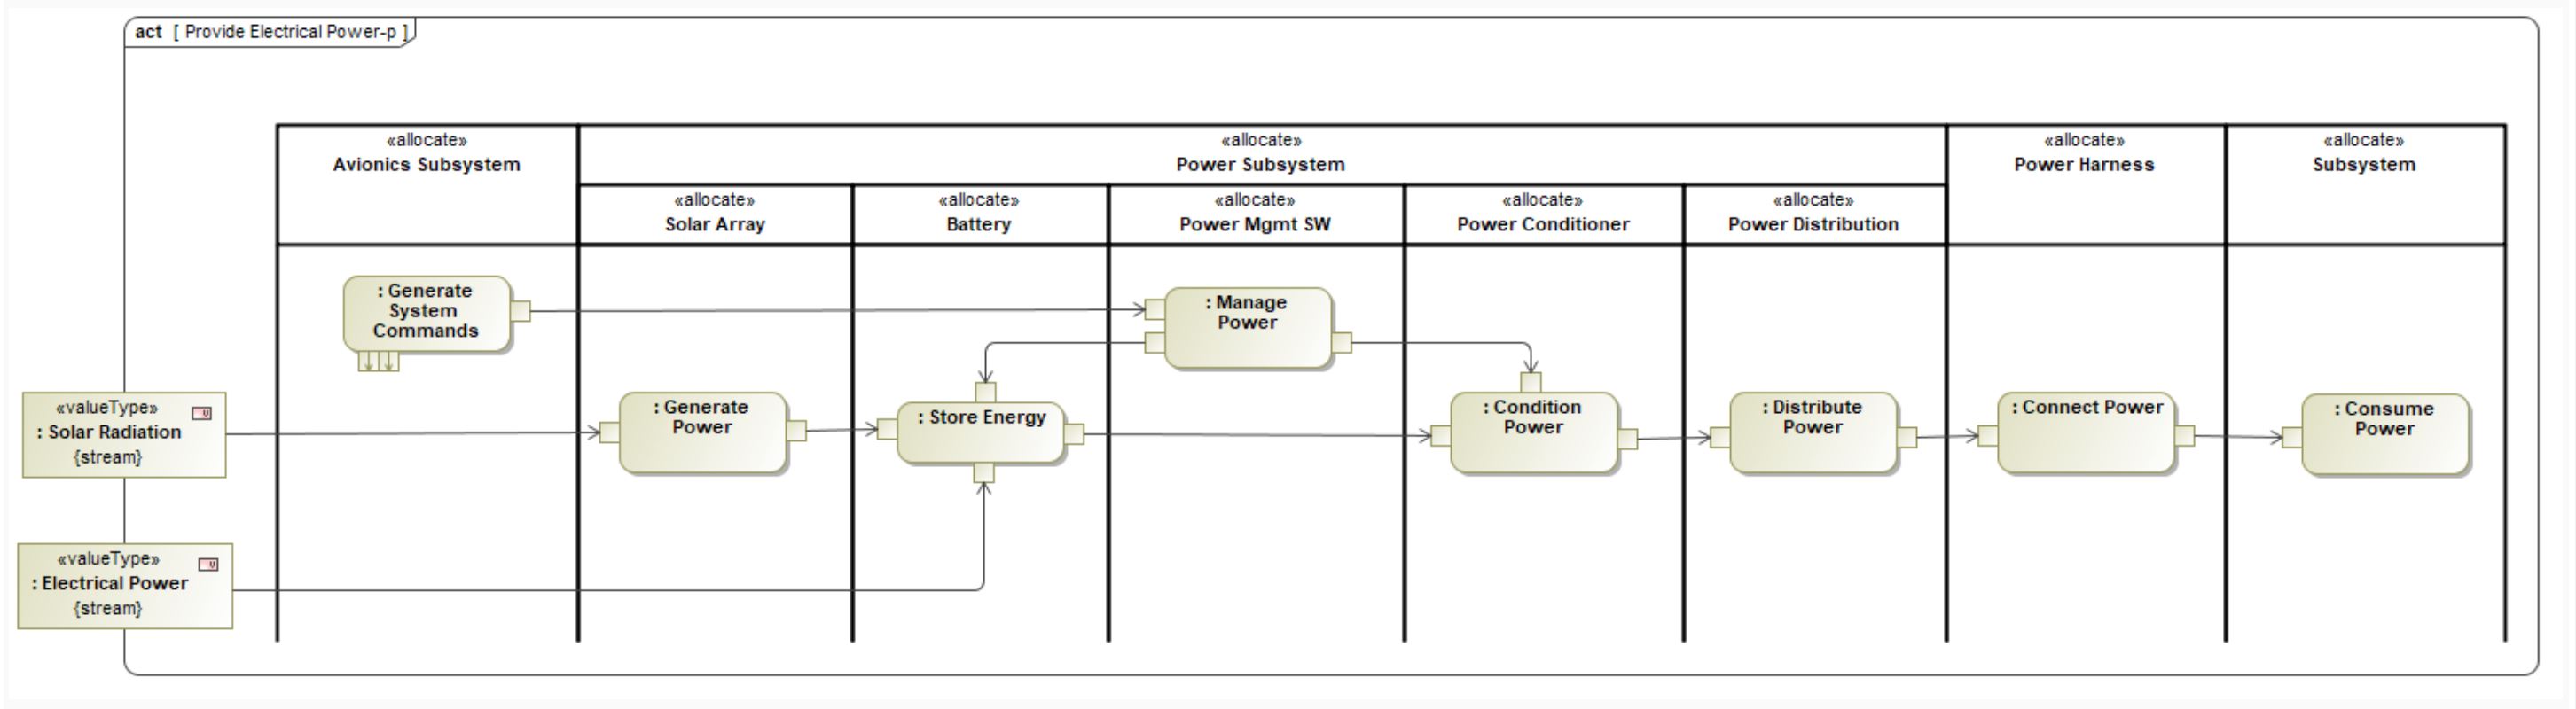 act [ Provide Electrical Power-p ]
«allocate»
Avionics Subsystem
«allocate»
Power Subsystem
«allocate»
Power Harness
«allocate»
Subsystem
«allocate»
Solar Array
«allocate»
Battery
«allocate»
Power Mgmt SW
«allocate»
Power Conditioner
«allocate»
Power Distribution
: Generate
System
Commands
: Manage
Power
«valueType»
: Solar Radiation
{stream}
: Generate
Power
: Store Energy
: Condition
Power
: Distribute
Power
: Connect Power
: Consume
Power
«valueType»
: Electrical Power
{stream}